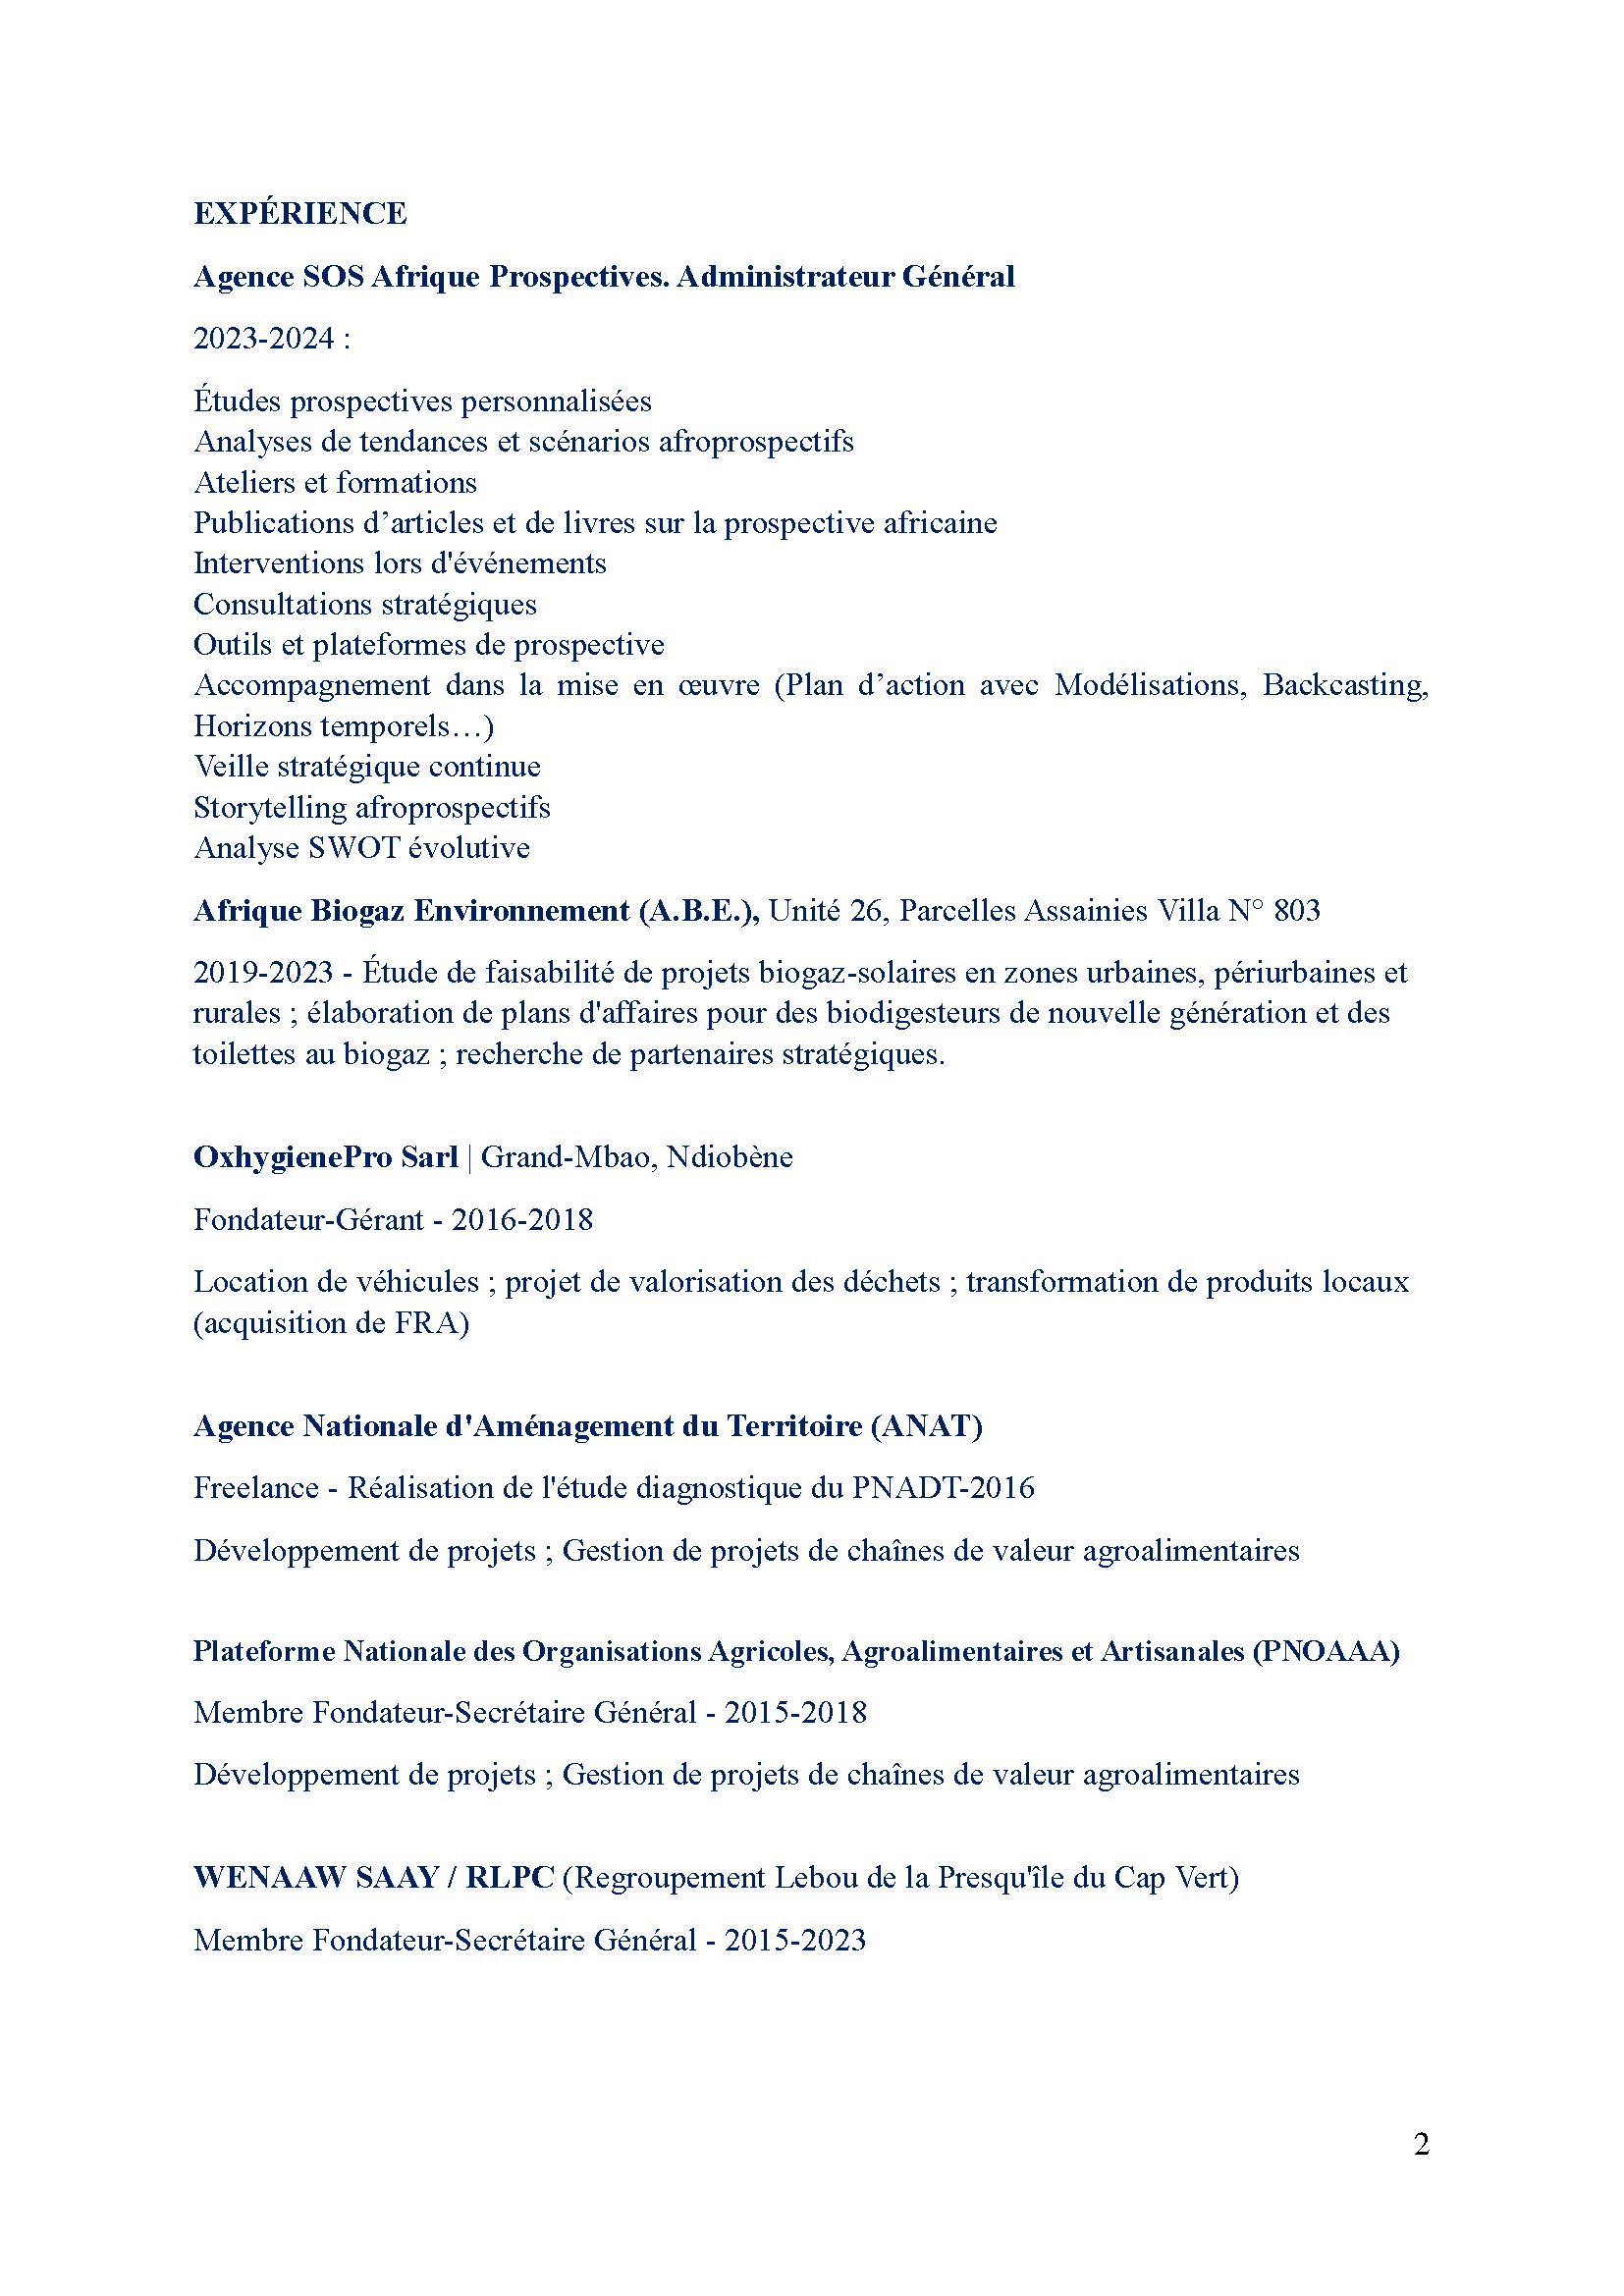 EXPÉRIENCE
Agence SOS Afrique Prospectives. Administrateur Général
2023-2024 :
Études prospectives personnalisées
Analyses de tendances et scénarios afroprospectifs
Ateliers et formations
Publications d’articles et de livres sur la prospective africaine
Interventions lors d'événements
Consultations stratégiques
Outils et plateformes de prospective
Accompagnement dans la mise en œuvre (Plan d’action avec Modélisations, Backcasting,
Horizons temporels…)
Veille stratégique continue
Storytelling afroprospectifs
Analyse SWOT évolutive
Afrique Biogaz Environnement (A.B.E.), Unité 26, Parcelles Assainies Villa N° 803
2019-2023 - Étude de faisabilité de projets biogaz-solaires en zones urbaines, périurbaines et
rurales ; élaboration de plans d'affaires pour des biodigesteurs de nouvelle génération et des
toilettes au biogaz ; recherche de partenaires stratégiques.
OxhygienePro Sarl | Grand-Mbao, Ndiobène
Fondateur-Gérant - 2016-2018
Location de véhicules ; projet de valorisation des déchets ; transformation de produits locaux
(acquisition de FRA)
Agence Nationale d'Aménagement du Territoire (ANAT)
Freelance - Réalisation de l'étude diagnostique du PNADT-2016
Développement de projets ; Gestion de projets de chaînes de valeur agroalimentaires
Plateforme Nationale des Organisations Agricoles, Agroalimentaires et Artisanales (PNOAAA)
Membre Fondateur-Secrétaire Général - 2015-2018
Développement de projets ; Gestion de projets de chaînes de valeur agroalimentaires
WENAAW SAAY / RLPC (Regroupement Lebou de la Presqu'île du Cap Vert)
Membre Fondateur-Secrétaire Général - 2015-2023
2